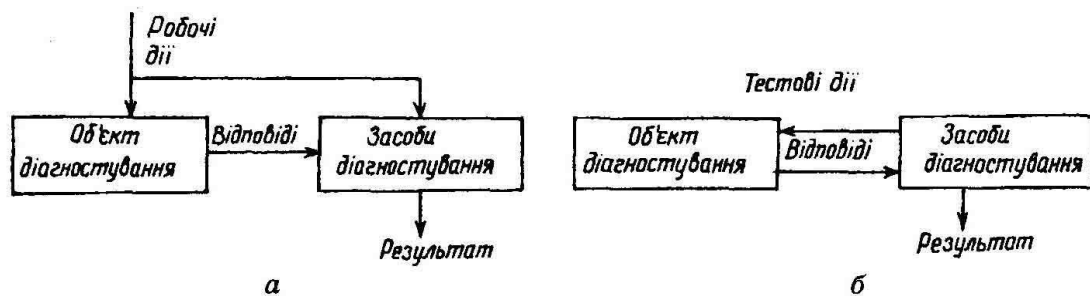 Робочі
дії
Об'єкт
діагностування
Відповіді
Засоби
діагностування
Результат
а
Тестові дії
Об'єкт
діагностування
Відповіді
Засоби
діагностування
Результат
б